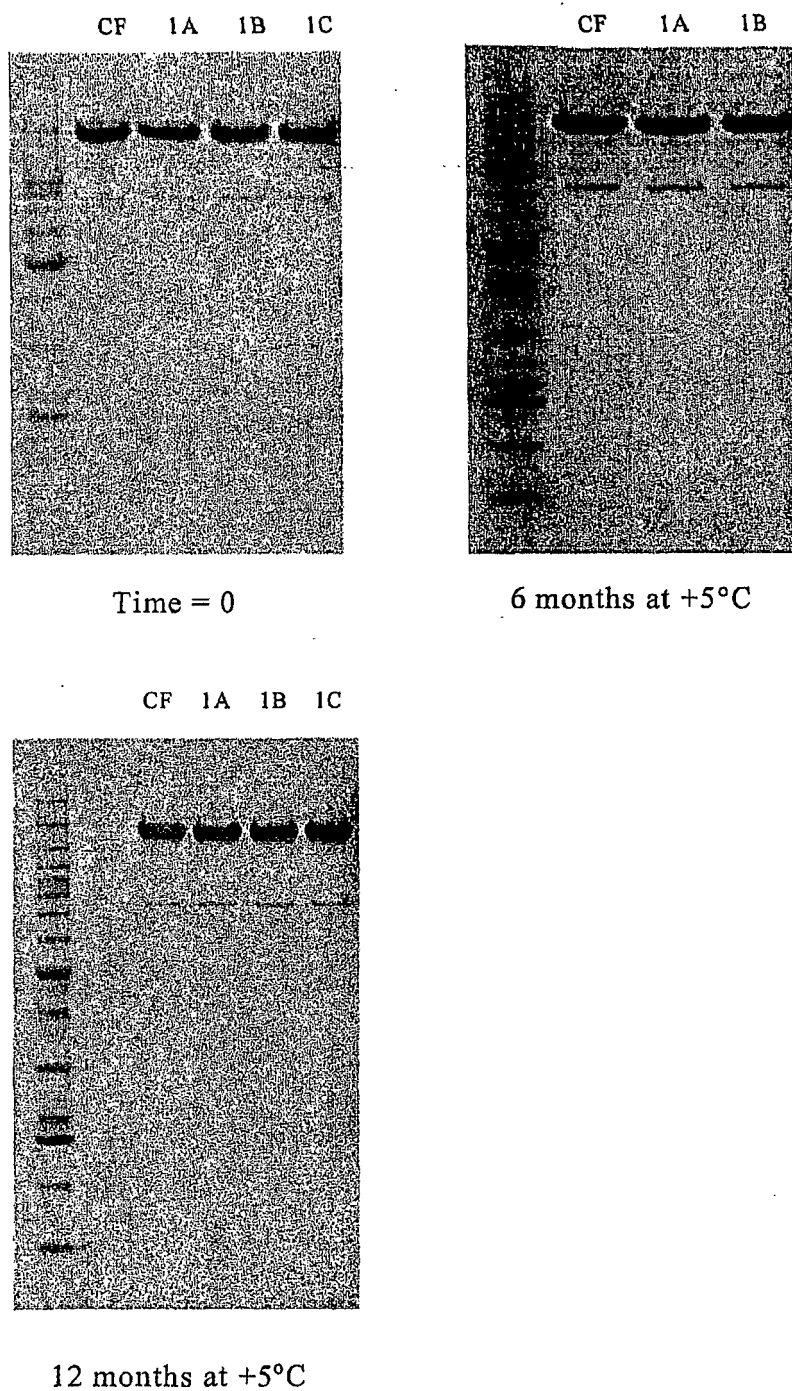 CF 1A 1B 1C
CF 1A 1B
Time = 0
6 months at +5°C
CF 1A 1B 1C
12 months at +5°C